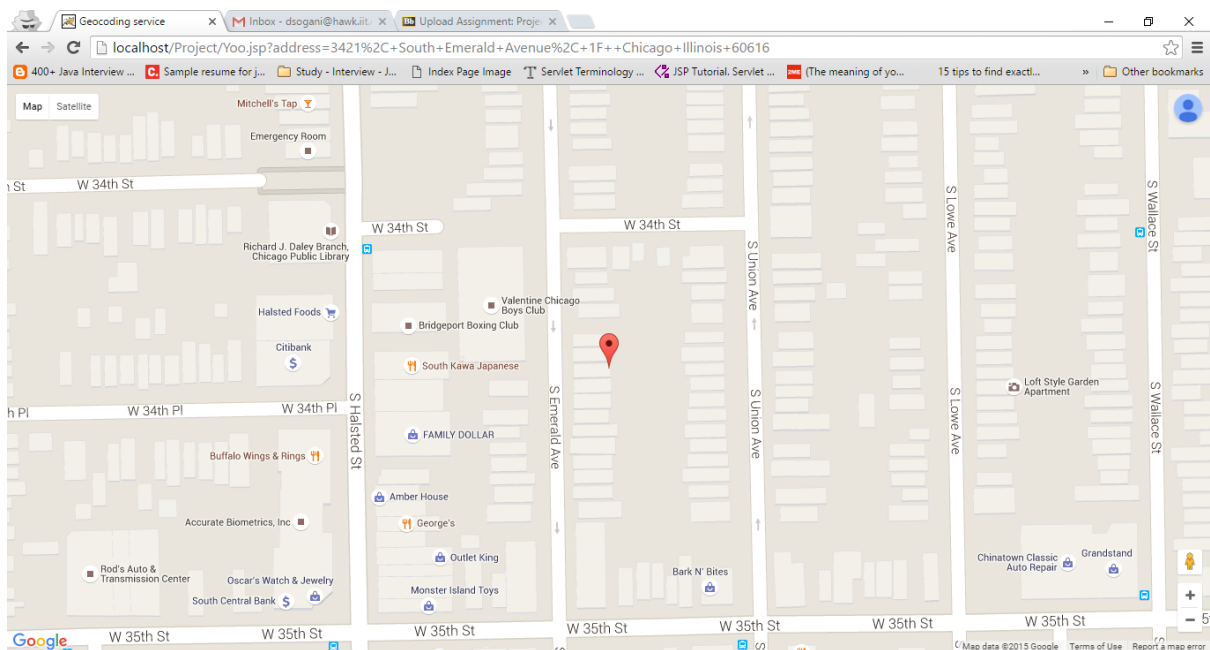 Geocoding service
Inbox - dsogani@hawk.iit.
Upload Assignment: Proje
localhost/Project/Yoo.jsp?address=3421%2C+South+Emerald+Avenue%2C+1F++Chicago+Illinois+60616
400+ Java Interview ...
Sample resume for j...
Study - Interview - J...
Index Page Image
Servlet Terminology ...
JSP Tutorial. Servlet ...
2ME
(The meaning of yo...
15 tips to find exactl...
»
Other bookmarks
Map
Satellite
Mitchell's Tap
Emergency Room
n St
W 34th St
W 34th St
W 34th St
Richard J. Daley Branch,
Chicago Public Library
S Union Ave
S Lowe Ave
S Wallace St
Halsted Foods
Valentine Chicago
Boys Club
Bridgeport Boxing Club
Citibank
$
South Kawa Japanese
Loft Style Garden
Apartment
h Pl
W 34th Pl
W 34th Pl
S Halsted St
S Emerald Ave
S Union Ave
S Lowe Ave
S Wallace St
FAMILY DOLLAR
Buffalo Wings & Rings
Amber House
Accurate Biometrics, Inc
George's
Outlet King
Chinatown Classic
Auto Repair
Grandstand
Rod's Auto &
Transmission Center
Oscar's Watch & Jewelry
Bark N' Bites
Monster Island Toys
South Central Bank
$
+
−
Google
W 35th St
W 35th St
W 35th St
W 35th St
W 35th St
W 35th St
W 35th St
Map data ©2015 Google
Terms of Use
Report a map error